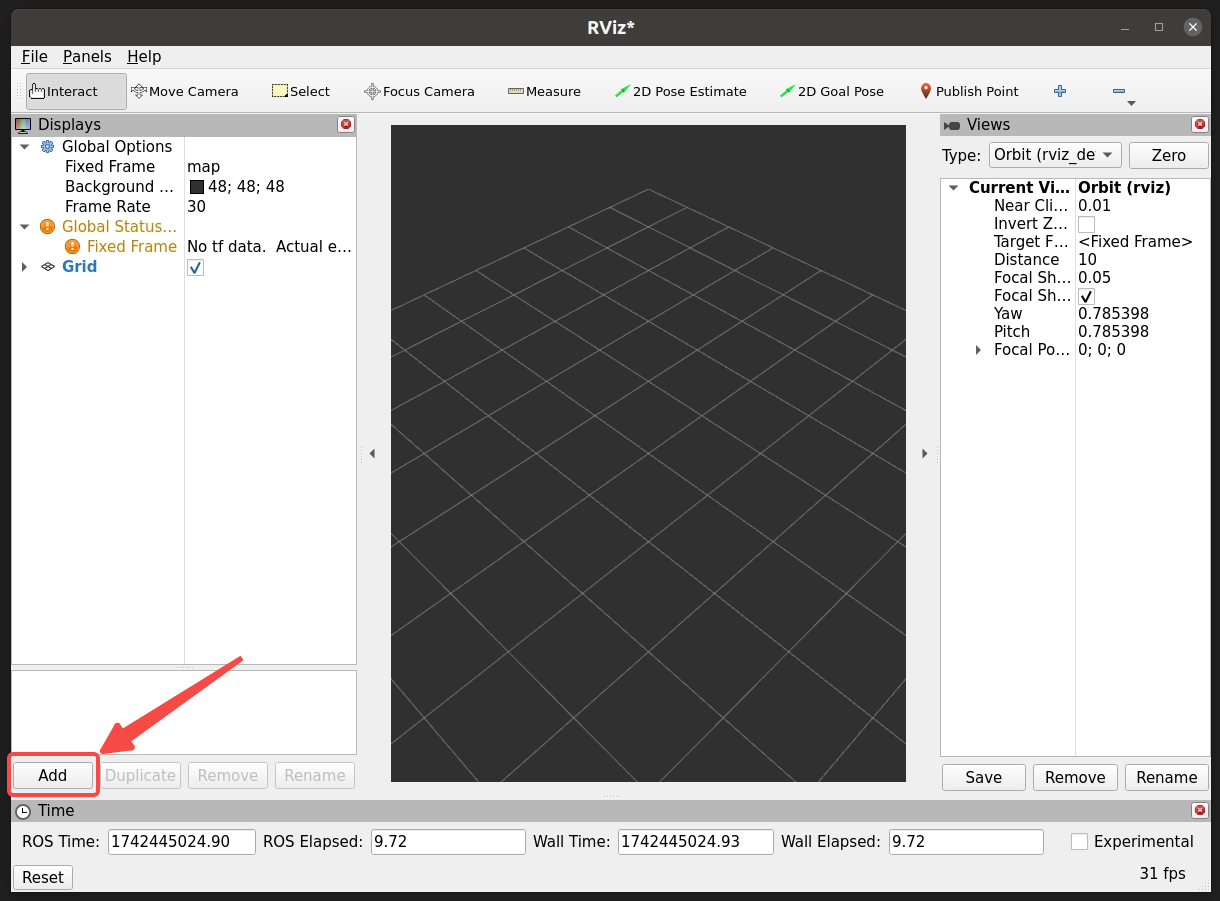 RViz*
File Panels Help
Interact Move Camera Select Focus Camera Measure 2D Pose Estimate 2D Goal Pose Publish Point
Displays
Global Options
Fixed Frame map
Background ... 48; 48; 48
Frame Rate 30
Global Status...
Fixed Frame No tf data.  Actual e...
Grid
Add Duplicate Remove Rename
Views
Type: Orbit (rviz_de Zero
Current Vi... Orbit (rviz)
Near Cli... 0.01
Invert Z...
Target F... <Fixed Frame>
Distance 10
Focal Sh... 0.05
Focal Sh...
Yaw 0.785398
Pitch 0.785398
Focal Po... 0; 0; 0
Save Remove Rename
Time
ROS Time: 1742445024.90 ROS Elapsed: 9.72 Wall Time: 1742445024.93 Wall Elapsed: 9.72 Experimental
Reset 31 fps